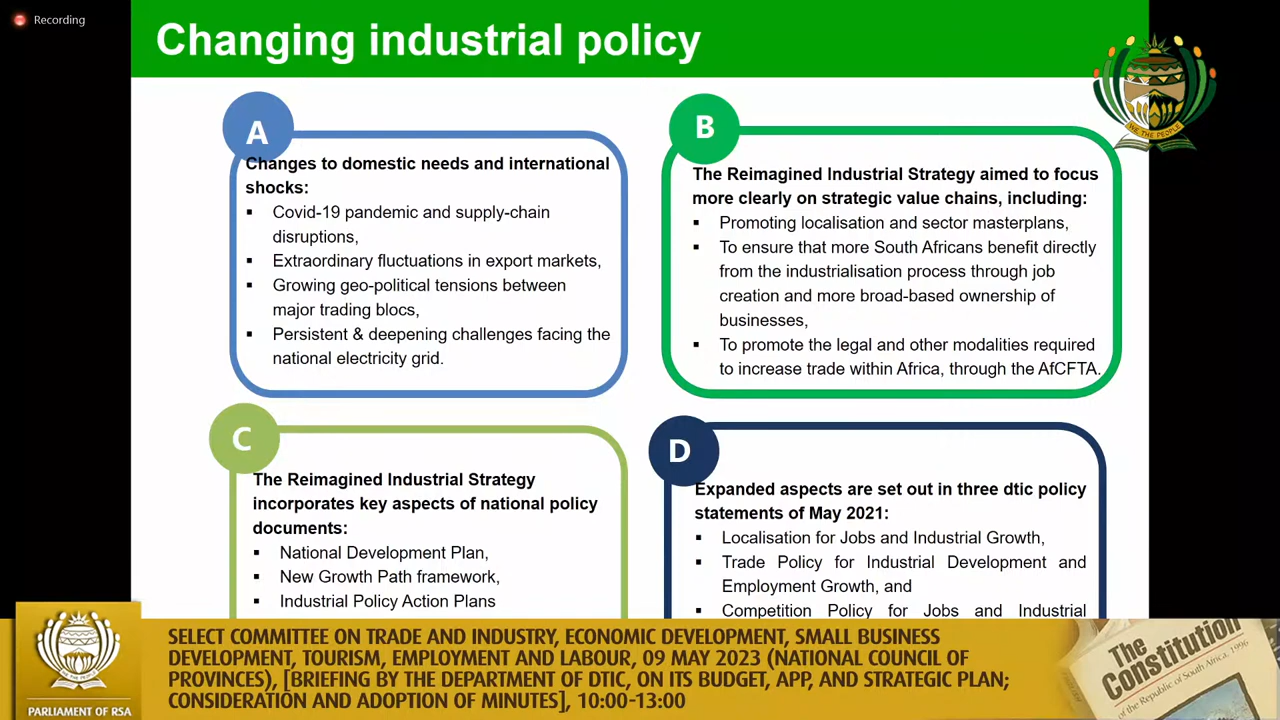 Recording
Changing industrial policy
WE THE PEOPLE
A
Changes to domestic needs and international
shocks:
▪ Covid-19 pandemic and supply-chain
disruptions,
▪ Extraordinary fluctuations in export markets,
▪ Growing geo-political tensions between
major trading blocs,
▪ Persistent & deepening challenges facing the
national electricity grid.
B
The Reimagined Industrial Strategy aimed to focus
more clearly on strategic value chains, including:
▪ Promoting localisation and sector masterplans,
▪ To ensure that more South Africans benefit directly
from the industrialisation process through job
creation and more broad-based ownership of
businesses,
▪ To promote the legal and other modalities required
to increase trade within Africa, through the AfCFTA.
C
The Reimagined Industrial Strategy
incorporates key aspects of national policy
documents:
▪ National Development Plan,
▪ New Growth Path framework,
▪ Industrial Policy Action Plans
D
Expanded aspects are set out in three dtic policy
statements of May 2021:
▪ Localisation for Jobs and Industrial Growth,
▪ Trade Policy for Industrial Development and
Employment Growth, and
▪ Competition Policy for Jobs and Industrial
PARLIAMENT OF RSA
SELECT COMMITTEE ON TRADE AND INDUSTRY, ECONOMIC DEVELOPMENT, SMALL BUSINESS
DEVELOPMENT, TOURISM, EMPLOYMENT AND LABOUR, 09 MAY 2023 (NATIONAL COUNCIL OF
PROVINCES), [BRIEFING BY THE DEPARTMENT OF DTIC, ON ITS BUDGET, APP, AND STRATEGIC PLAN;
CONSIDERATION AND ADOPTION OF MINUTES], 10:00-13:00
The
Constitution
of the Republic of South Africa, 1996